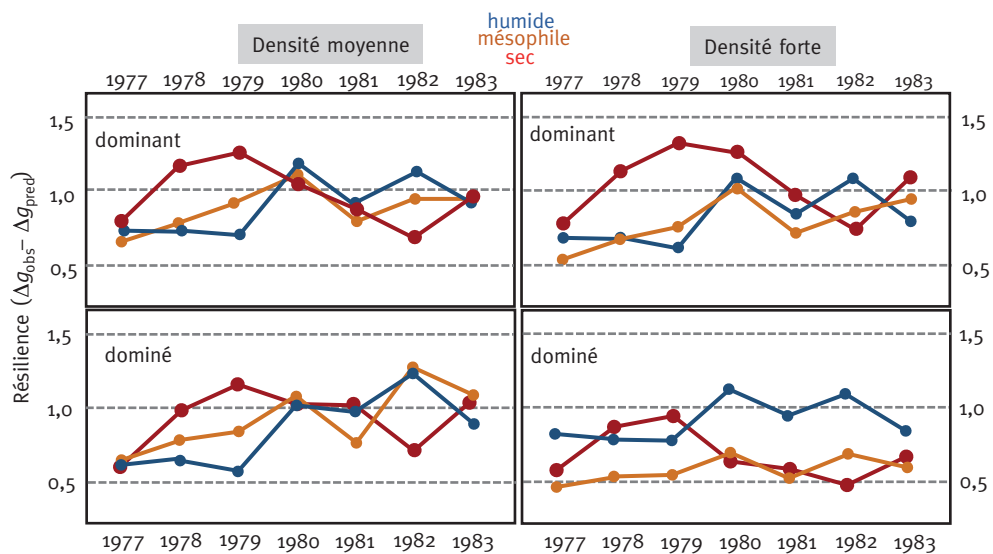 humide
mésophile
sec
Densité moyenne
Densité forte
1977 1978 1979 1980 1981 1982 1983
1977 1978 1979 1980 1981 1982 1983
1,5
dominant
1,0
0,5
dominant
1,5
1,0
0,5
Résilience (Δgobs– Δgpred)
1,5
dominé
1,0
0,5
dominé
1,5
1,0
0,5
1977 1978 1979 1980 1981 1982 1983
1977 1978 1979 1980 1981 1982 1983